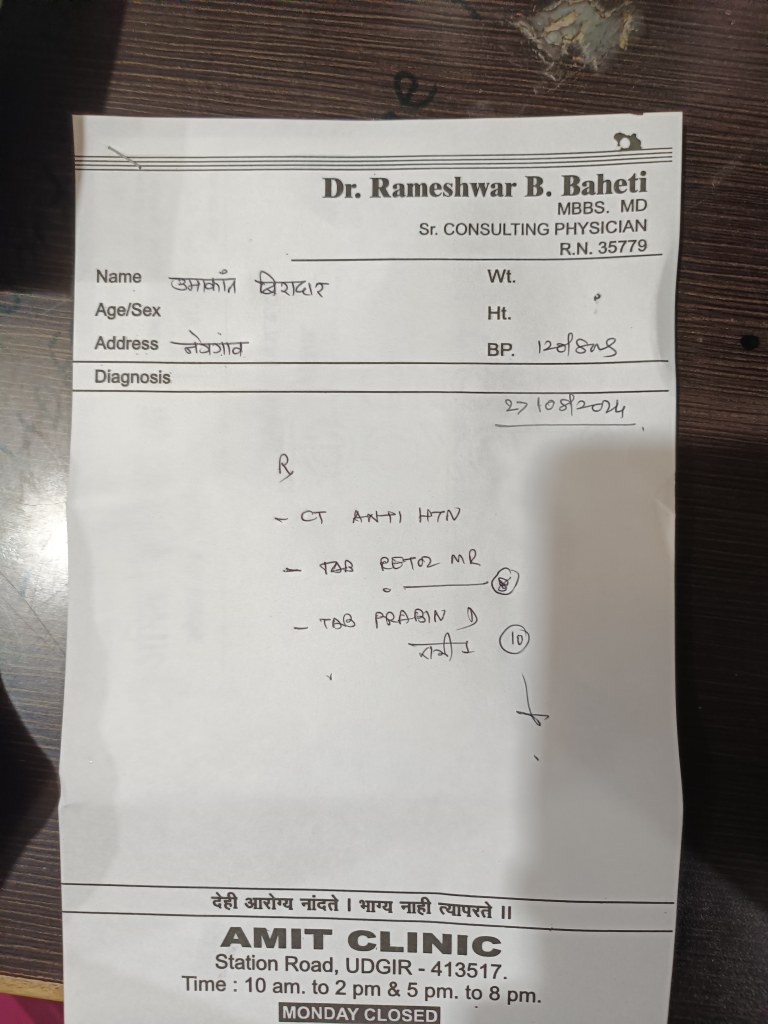 Dr. Rameshwar B. Baheti
MBBS. MD
Sr. CONSULTING PHYSICIAN
R.N. 35779
Name उमाकांत बिरादार Wt.
Age/Sex Ht.
Address BP. 120/80
Diagnosis
27/08/2024
Rx
- CT ANTI HTN
- TAB RETOZ MR
8
- TAB PRABIN D
रात्री 1 10
देही आरोग्य नांदते । भाग्य नाही त्यापरते ॥
AMIT CLINIC
Station Road, UDGIR - 413517.
Time : 10 am. to 2 pm & 5 pm. to 8 pm.
MONDAY CLOSED